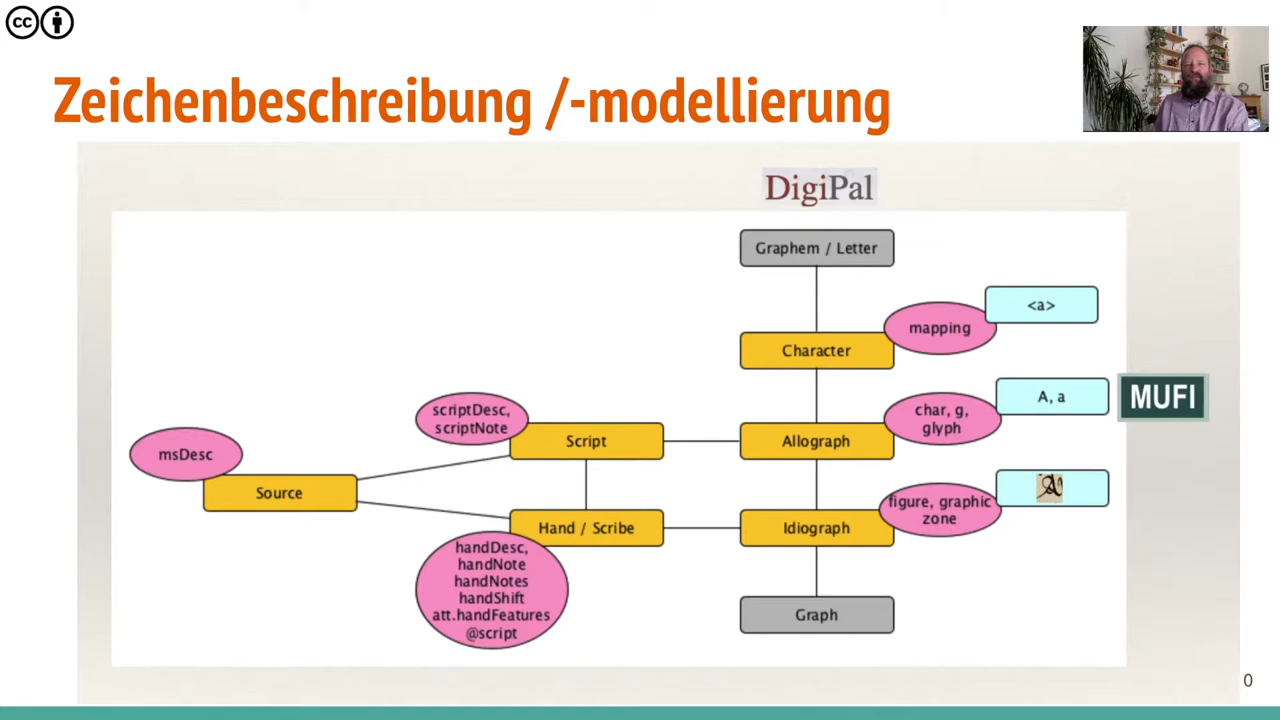 cc
Zeichenbeschreibung /-modellierung
DigiPal
Graphem / Letter
<a>
mapping
Character
A, a
MUFI
scriptDesc,
scriptNote
char, g,
glyph
Script
Allograph
msDesc
Source
A
figure, graphic
zone
Hand / Scribe
Idiograph
handDesc,
handNote
handNotes
handShift
att.handFeatures
@script
Graph
0